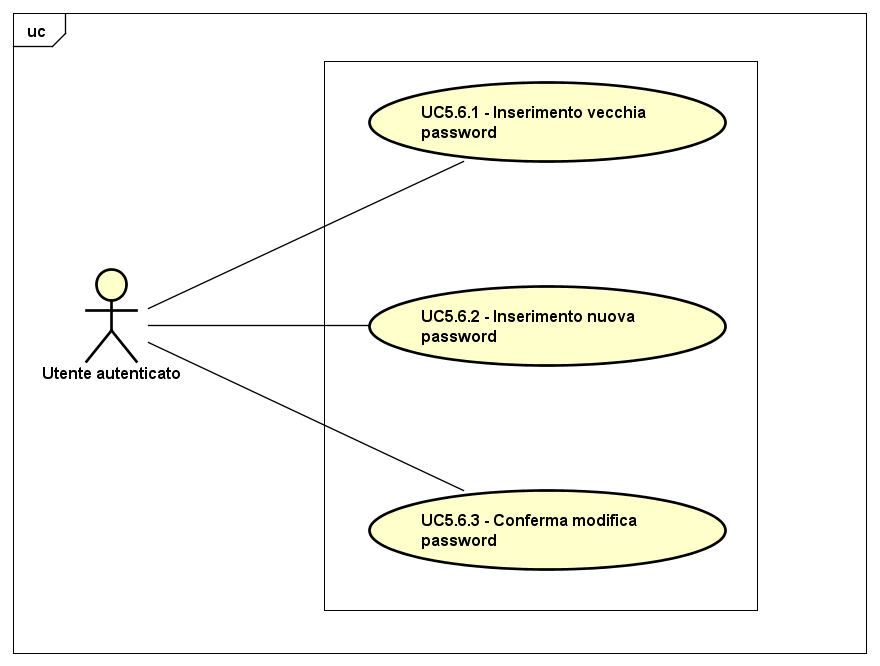 uc
UC5.6.1 - Inserimento vecchia
password
UC5.6.2 - Inserimento nuova
password
Utente autenticato
UC5.6.3 - Conferma modifica
password